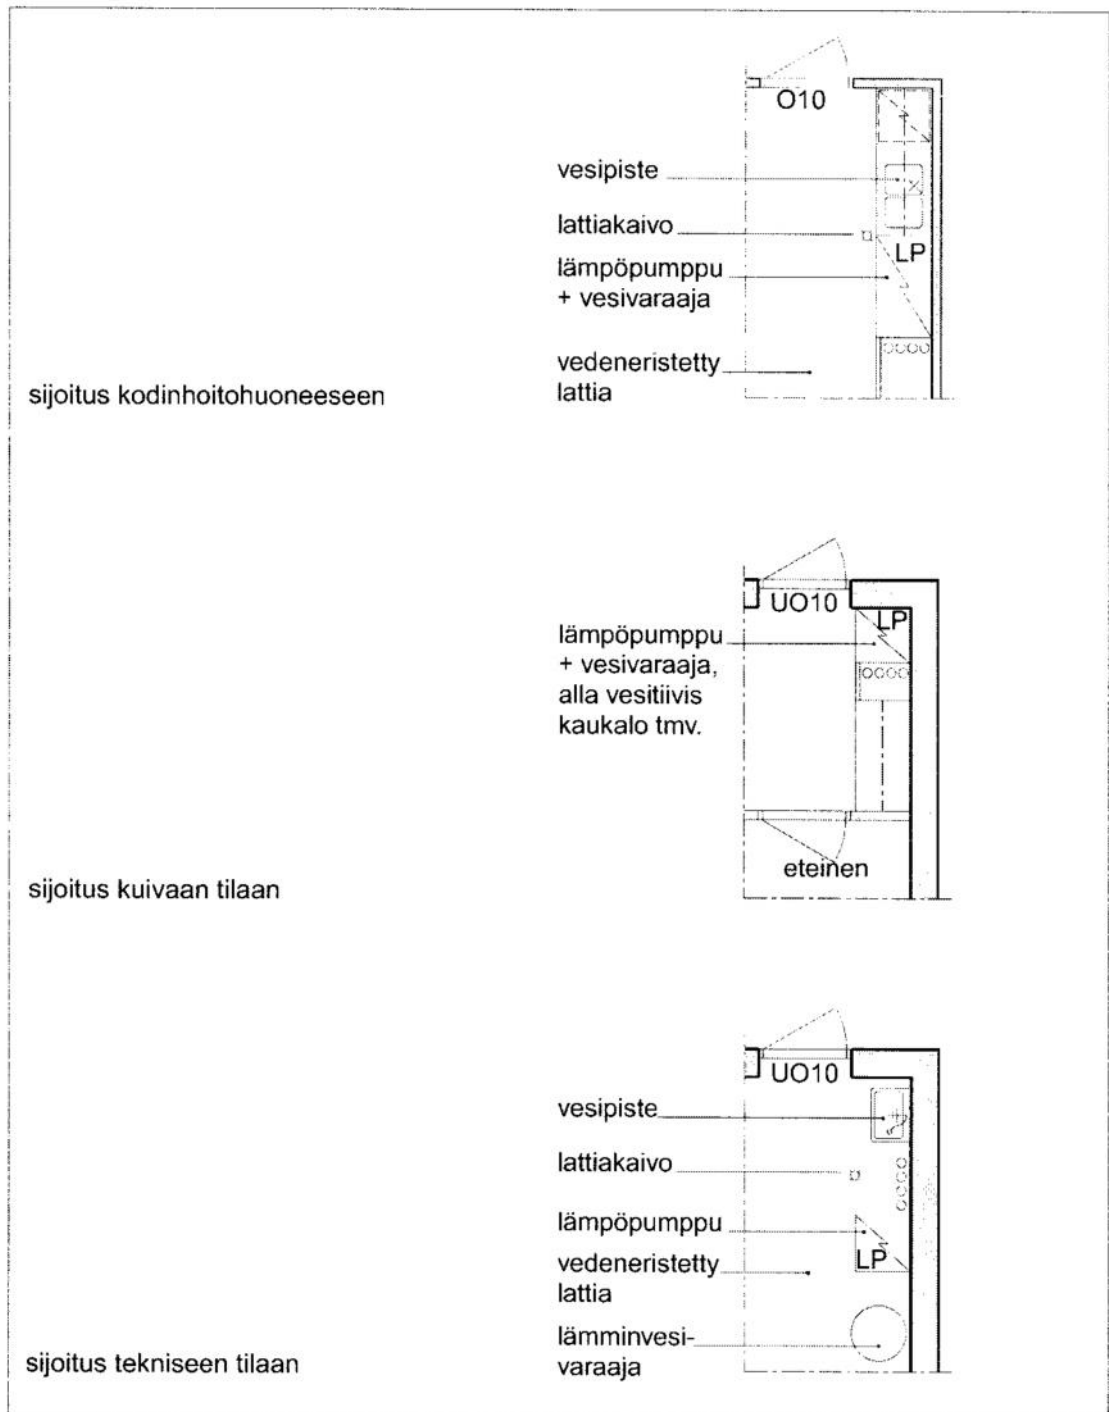 O10
vesipiste
lattiakaivo
LP
lämpöpumppu
+ vesivaraaja
vedeneristetty
lattia
sijoitus kodinhoitohuoneeseen
UO10
LP
lämpöpumppu
+ vesivaraaja,
alla vesitiivis
kaukalo tmv.
eteinen
sijoitus kuivaan tilaan
UO10
vesipiste
lattiakaivo
lämpöpumppu
LP
vedeneristetty
lattia
lämminvesi-
varaaja
sijoitus tekniseen tilaan